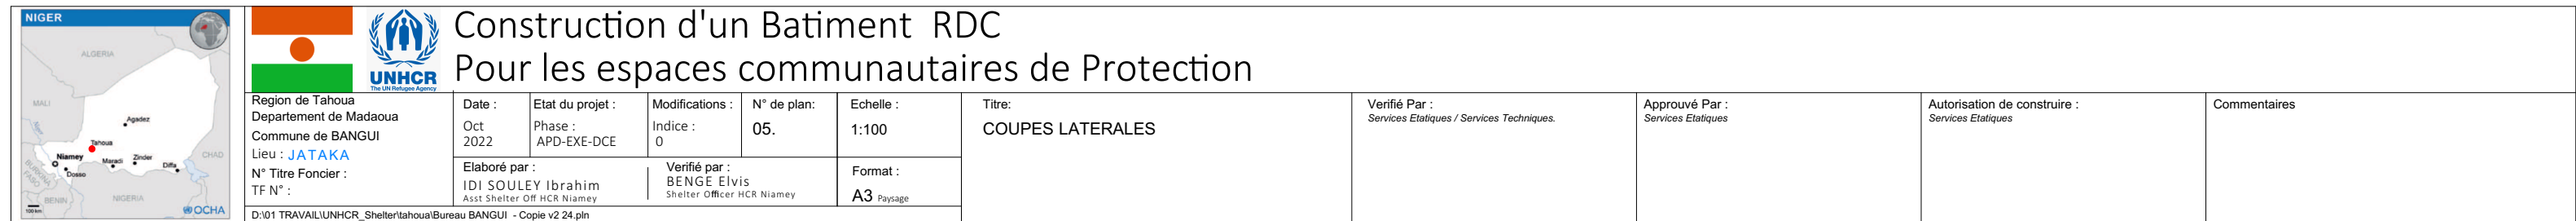 NIGER
ALGERIA
MALI
Niger
Agadez
Tahoua
Niamey
Maradi
Zinder
Diffa
CHAD
Dosso
BURKINA FASO
BENIN
NIGERIA
100 km
OCHA
UNHCR
The UN Refugee Agency
Construction d'un Batiment RDC
Pour les espaces communautaires de Protection
Region de Tahoua
Departement de Madaoua
Commune de BANGUI
Lieu : JATAKA
N° Titre Foncier :
TF N° :
Date :
Oct
2022
Etat du projet :
Phase :
APD-EXE-DCE
Modifications :
Indice :
0
N° de plan:
05.
Echelle :
1:100
Elaboré par :
IDI SOULEY Ibrahim
Asst Shelter Off HCR Niamey
Verifié par :
BENGE Elvis
Shelter Officer HCR Niamey
Format :
A3 Paysage
D:\01 TRAVAIL\UNHCR_Shelter\tahoua\Bureau BANGUI - Copie v2 24.pln
Titre:
COUPES LATERALES
Verifié Par :
Services Etatiques / Services Techniques.
Approuvé Par :
Services Etatiques
Autorisation de construire :
Services Etatiques
Commentaires